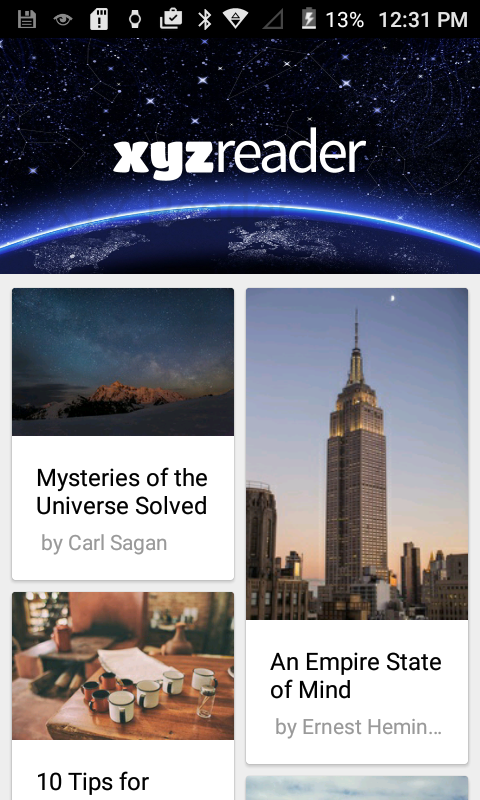 13% 12:31 PM
xyzreader
Mysteries of the
Universe Solved
by Carl Sagan
An Empire State
of Mind
by Ernest Hemin...
10 Tips for